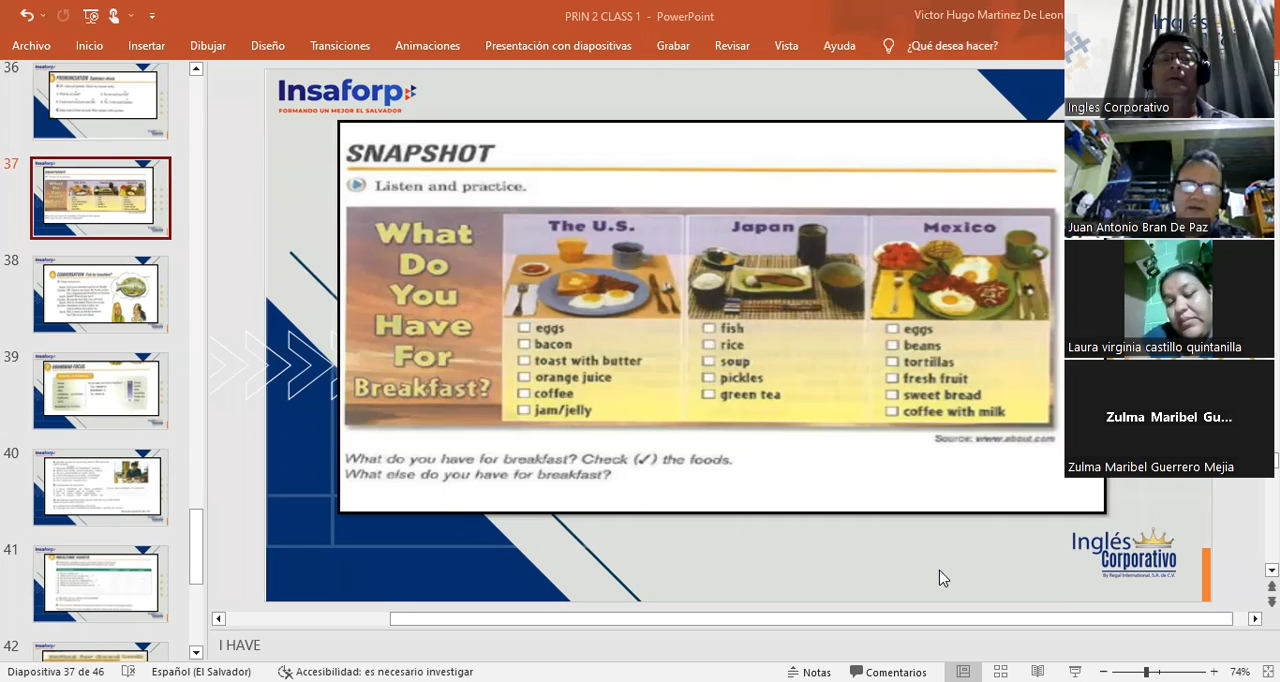 PRIN 2 CLASS 1 - PowerPoint
Victor Hugo Martinez De Leon
Archivo Inicio Insertar Dibujar Diseño Transiciones Animaciones Presentación con diapositivas Grabar Revisar Vista Ayuda ¿Qué desea hacer?
36
37
38
39
40
41
42
Insaforp
FORMANDO UN MEJOR EL SALVADOR
SNAPSHOT
Listen and practice.
What
Do
You
Have
For
Breakfast?
The U.S.
eggs
bacon
toast with butter
orange juice
coffee
jam/jelly
Japan
fish
rice
soup
pickles
green tea
Mexico
eggs
beans
tortillas
fresh fruit
sweet bread
coffee with milk
Source: www.about.com
What do you have for breakfast? Check (✓) the foods.
What else do you have for breakfast?
Inglés
Corporativo
By Regal International, S.A. de C.V.
Ingles Corporativo
Juan Antonio Bran De Paz
Laura virginia castillo quintanilla
Zulma Maribel Gu...
Zulma Maribel Guerrero Mejia
I HAVE
Diapositiva 37 de 46 Español (El Salvador) Accesibilidad: es necesario investigar Notas Comentarios 74%